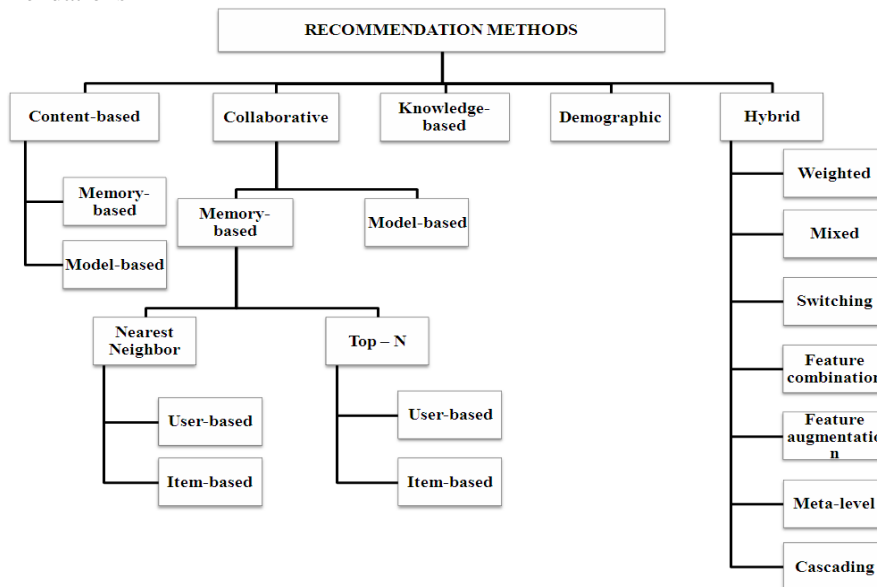 RECOMMENDATION METHODS
Content-based
Collaborative
Knowledge-
based
Demographic
Hybrid
Memory-
based
Model-based
Memory-
based
Model-based
Nearest
Neighbor
User-based
Item-based
Top – N
User-based
Item-based
Weighted
Mixed
Switching
Feature
combination
Feature
augmentatio
n
Meta-level
Cascading